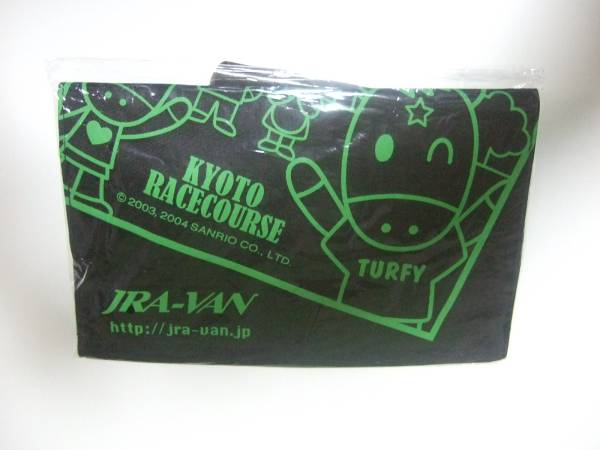 KYOTO
RACECOURSE
© 2003, 2004 SANRIO CO., LTD.
TURFY
JRA-VAN
http://jra-van.jp